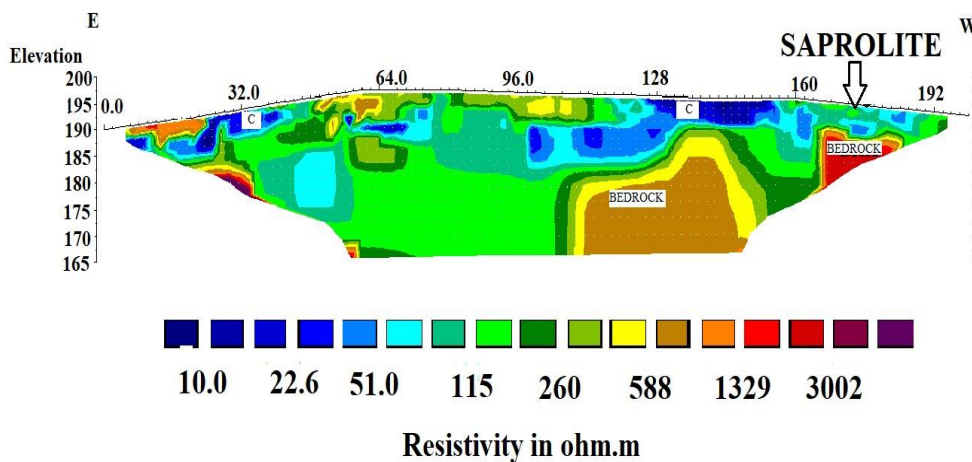 E
W
SAPROLITE
Elevation
200
195
190
185
180
175
170
165
0.0
32.0
64.0
96.0
128
160
192
C
C
BEDROCK
BEDROCK
10.0 22.6 51.0 115 260 588 1329 3002
Resistivity in ohm.m